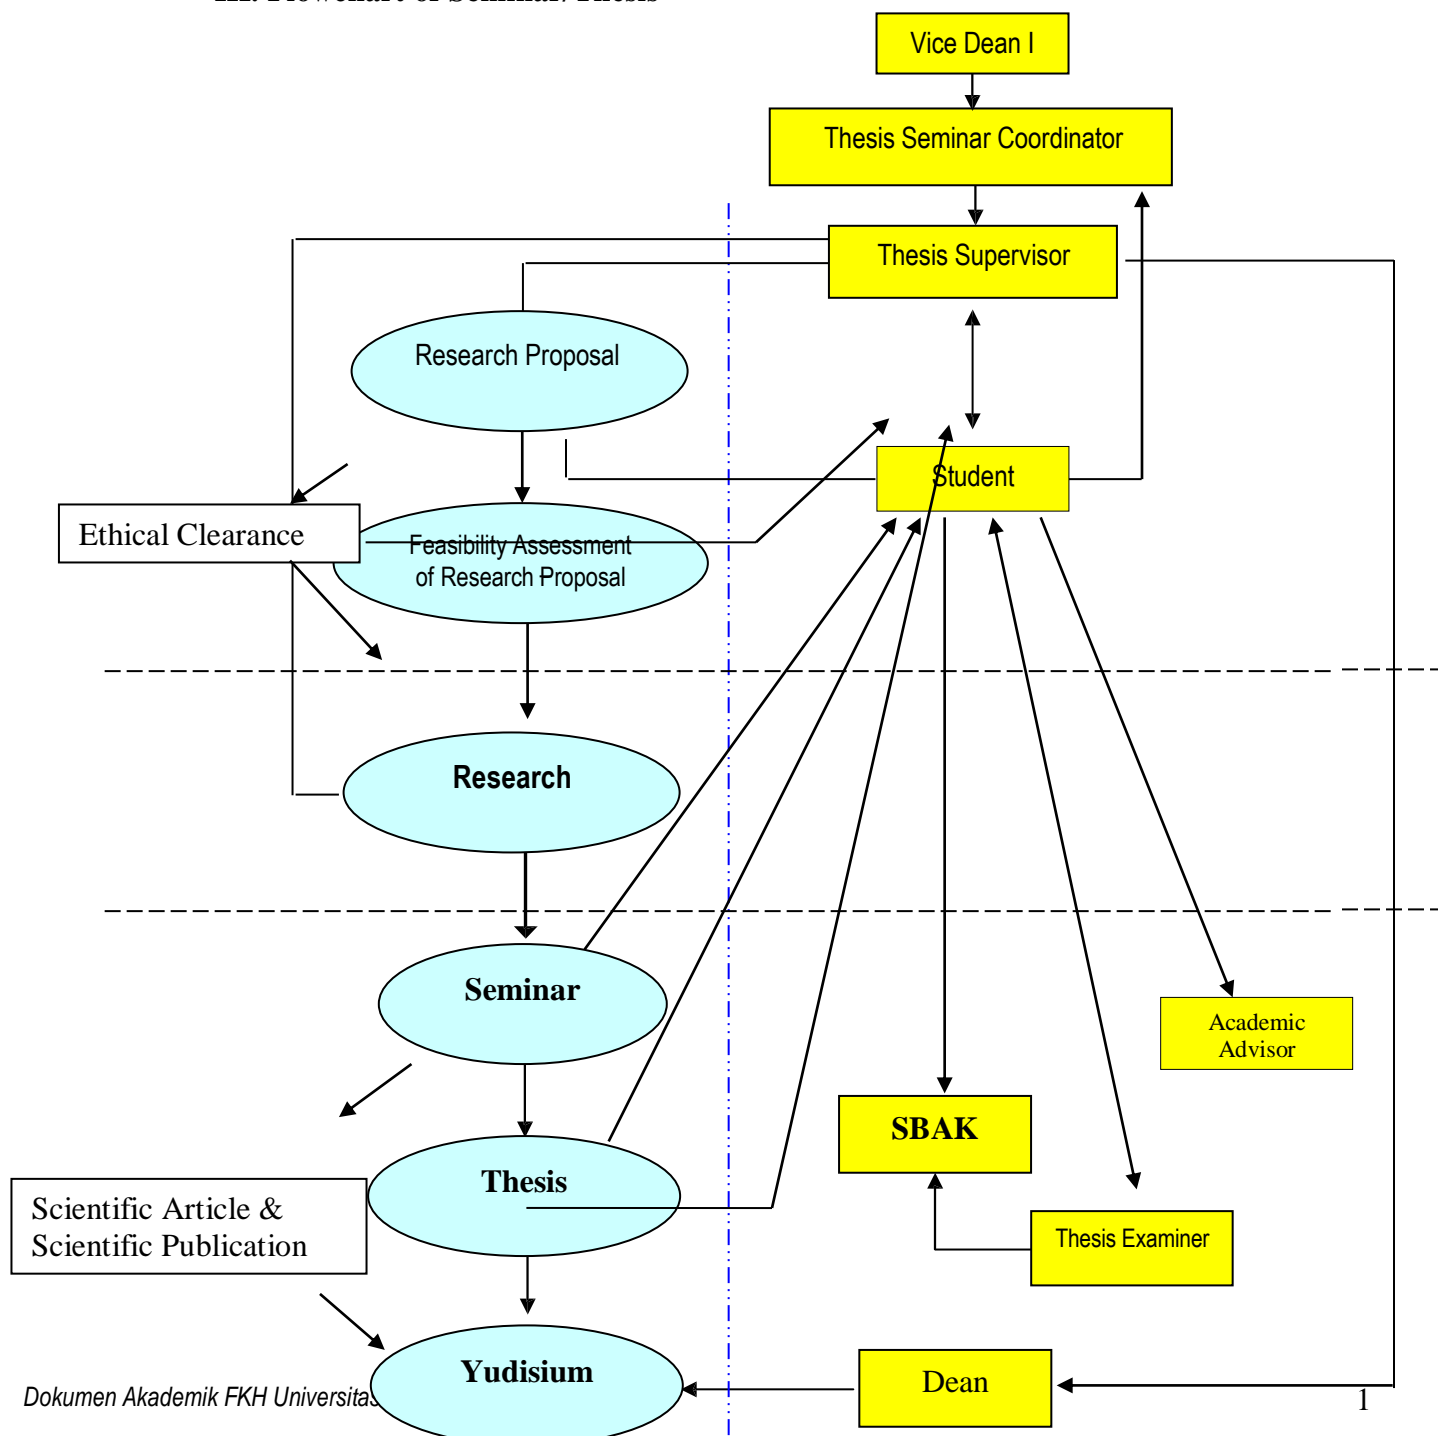 Vice Dean I
Thesis Seminar Coordinator
Thesis Supervisor
Research Proposal
Student
Ethical Clearance
Feasibility Assessment
of Research Proposal
Research
Seminar
Academic
Advisor
SBAK
Thesis
Scientific Article &
Scientific Publication
Thesis Examiner
Yudisium
Dean
Dokumen Akademik FKH Universitas
1